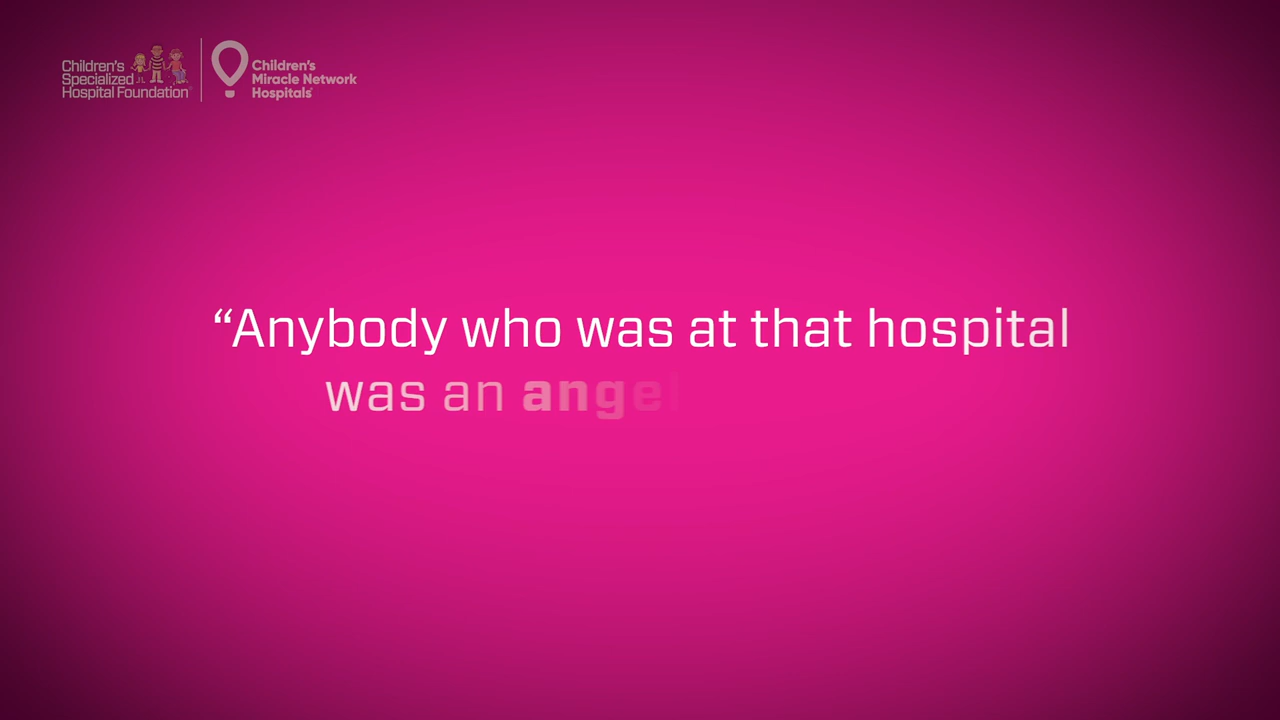 Children's
Specialized
Hospital Foundation
Children's
Miracle Network
Hospitals
“Anybody who was at that hospital
was an angel